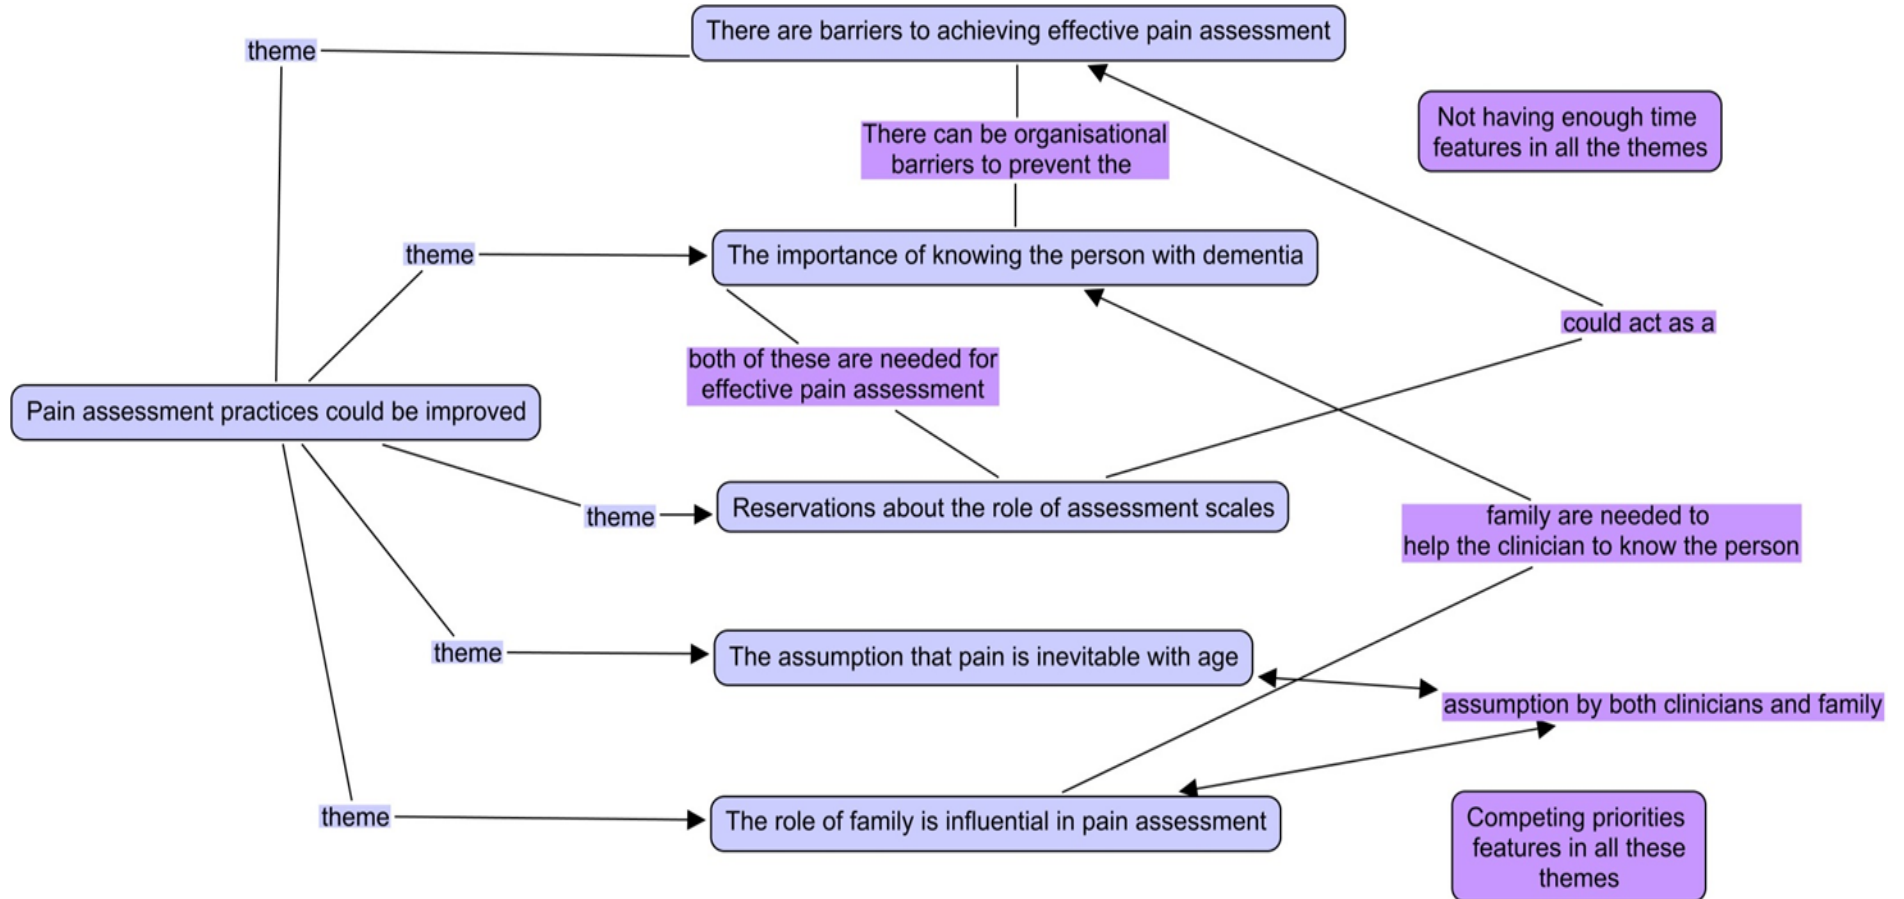 There are barriers to achieving effective pain assessment
theme
Not having enough time
features in all the themes
There can be organisational
barriers to prevent the
theme
The importance of knowing the person with dementia
could act as a
both of these are needed for
effective pain assessment
Pain assessment practices could be improved
theme
Reservations about the role of assessment scales
family are needed to
help the clinician to know the person
theme
The assumption that pain is inevitable with age
assumption by both clinicians and family
theme
The role of family is influential in pain assessment
Competing priorities
features in all these
themes